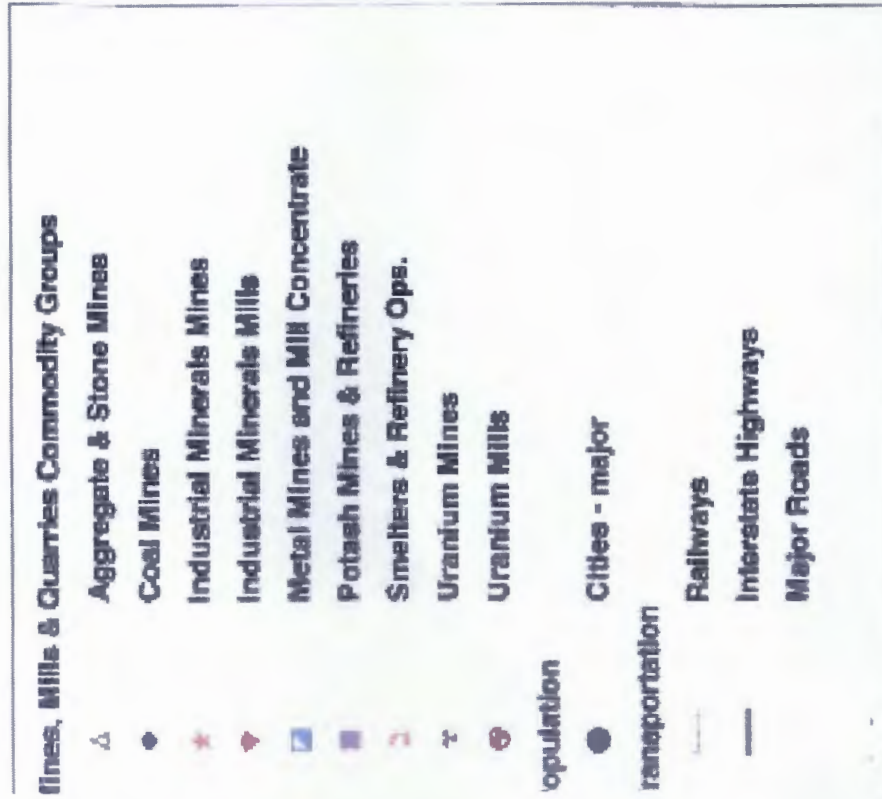 fines, Mills & Quarries Commodity Groups
Aggregate & Stone Mines
Coal Mines
Industrial Minerals Mines
Industrial Minerals Mills
Metal Mines and Mill Concentrate
Potash Mines & Refineries
Smelters & Refinery Ops.
Uranium Mines
Uranium Mills
opulation
Cities - major
ransportation
Railways
Interstate Highways
Major Roads